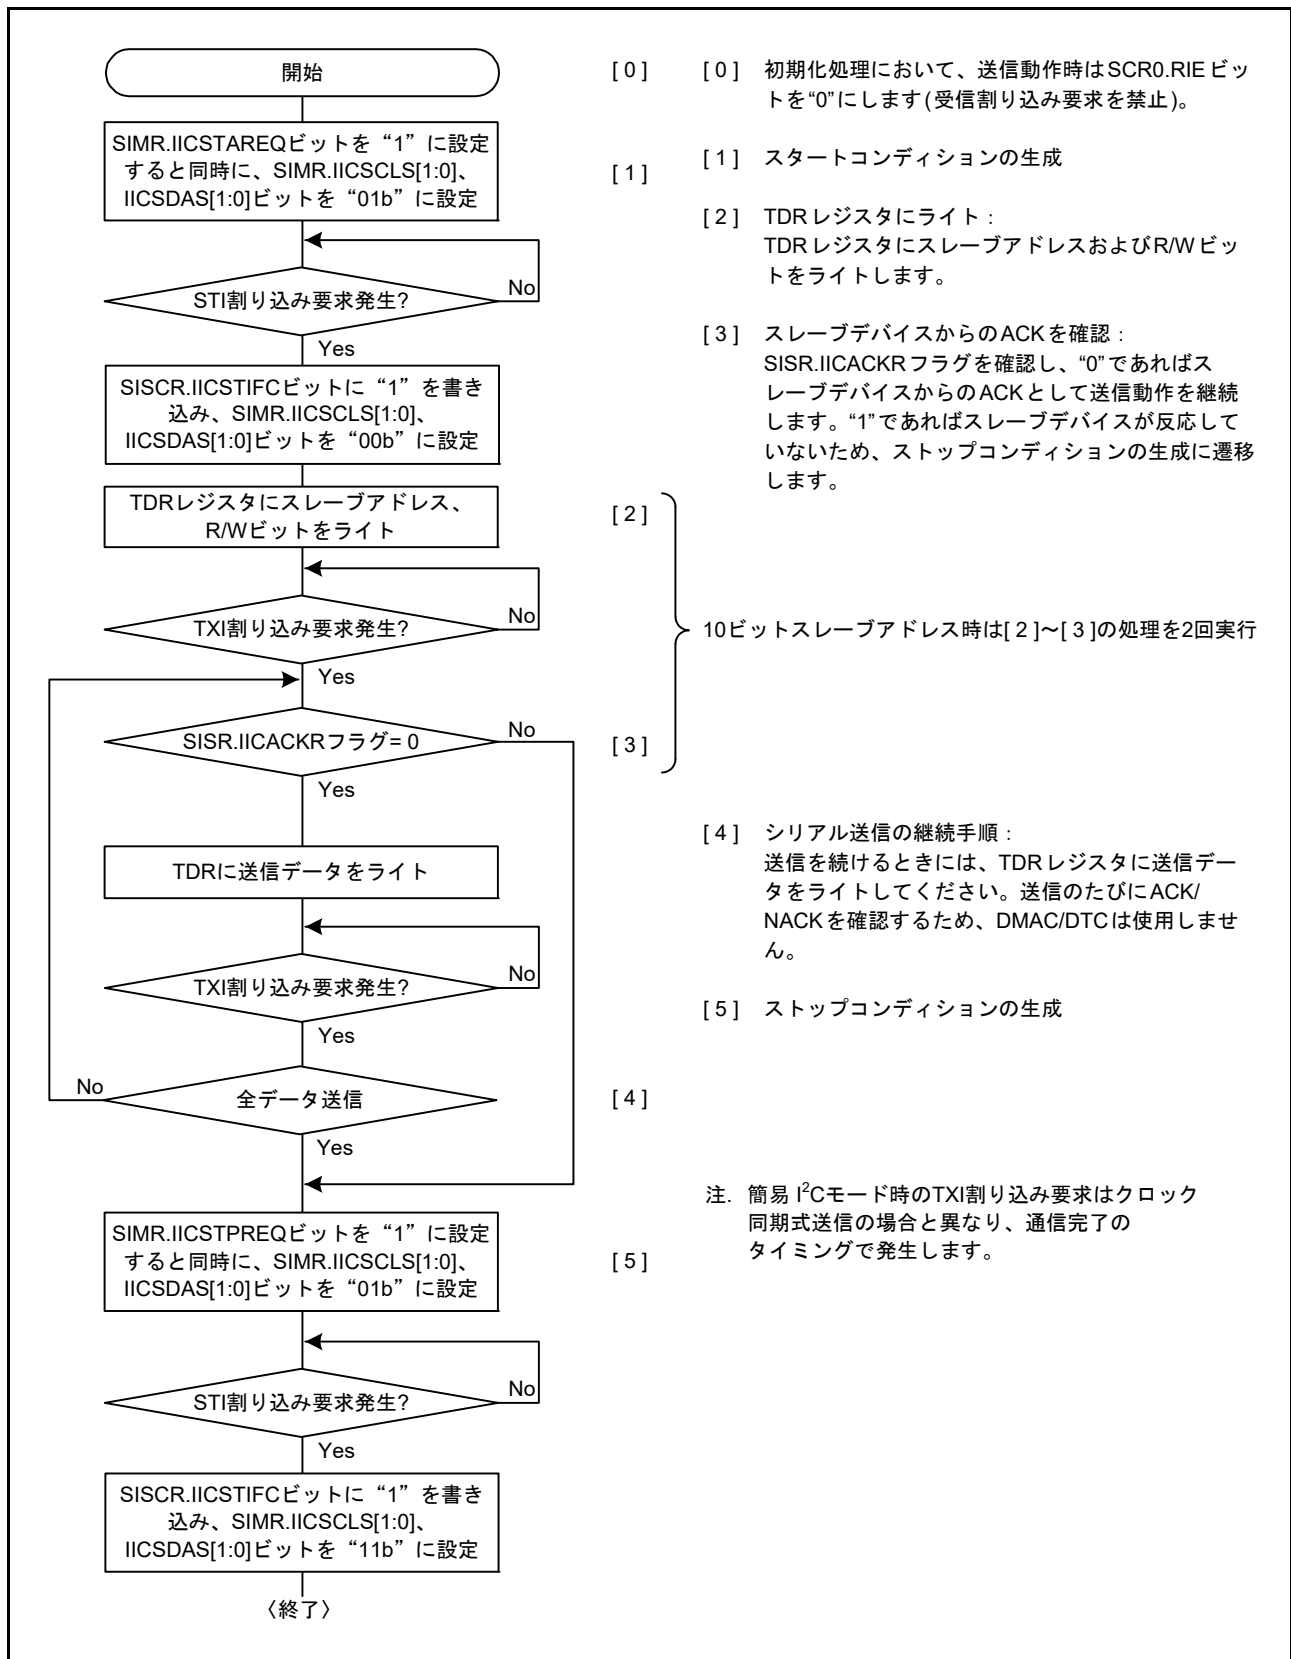 開始
[ 0 ]
SIMR.IICSTAREQビットを“1”に設定
すると同時に、SIMR.IICSCLS[1:0]、
IICSDAS[1:0]ビットを“01b”に設定
[ 1 ]
STI割り込み要求発生?
No
Yes
SISCR.IICSTIFCビットに“1”を書き
込み、SIMR.IICSCLS[1:0]、
IICSDAS[1:0]ビットを“00b”に設定
TDRレジスタにスレーブアドレス、
R/Wビットをライト
[ 2 ]
TXI割り込み要求発生?
No
Yes
SISR.IICACKRフラグ= 0
No
[ 3 ]
Yes
10ビットスレーブアドレス時は[ 2 ]～[ 3 ]の処理を2回実行
TDRに送信データをライト
TXI割り込み要求発生?
No
Yes
全データ送信
No
[ 4 ]
Yes
SIMR.IICSTPREQビットを“1”に設定
すると同時に、SIMR.IICSCLS[1:0]、
IICSDAS[1:0]ビットを“01b”に設定
[ 5 ]
STI割り込み要求発生?
No
Yes
SISCR.IICSTIFCビットに“1”を書き
込み、SIMR.IICSCLS[1:0]、
IICSDAS[1:0]ビットを“11b”に設定
〈終了〉
[ 0 ] 初期化処理において、送信動作時はSCR0.RIEビッ
トを“0”にします(受信割り込み要求を禁止)。
[ 1 ] スタートコンディションの生成
[ 2 ] TDRレジスタにライト：
TDRレジスタにスレーブアドレスおよびR/Wビッ
トをライトします。
[ 3 ] スレーブデバイスからのACKを確認：
SISR.IICACKRフラグを確認し、“0”であればス
レーブデバイスからのACKとして送信動作を継続
します。“1”であればスレーブデバイスが反応して
いないため、ストップコンディションの生成に遷移
します。
[ 4 ] シリアル送信の継続手順：
送信を続けるときには、TDRレジスタに送信デー
タをライトしてください。送信のたびにACK/
NACKを確認するため、DMAC/DTCは使用しませ
ん。
[ 5 ] ストップコンディションの生成
注. 簡易 I²Cモード時のTXI割り込み要求はクロック
同期式送信の場合と異なり、通信完了の
タイミングで発生します。